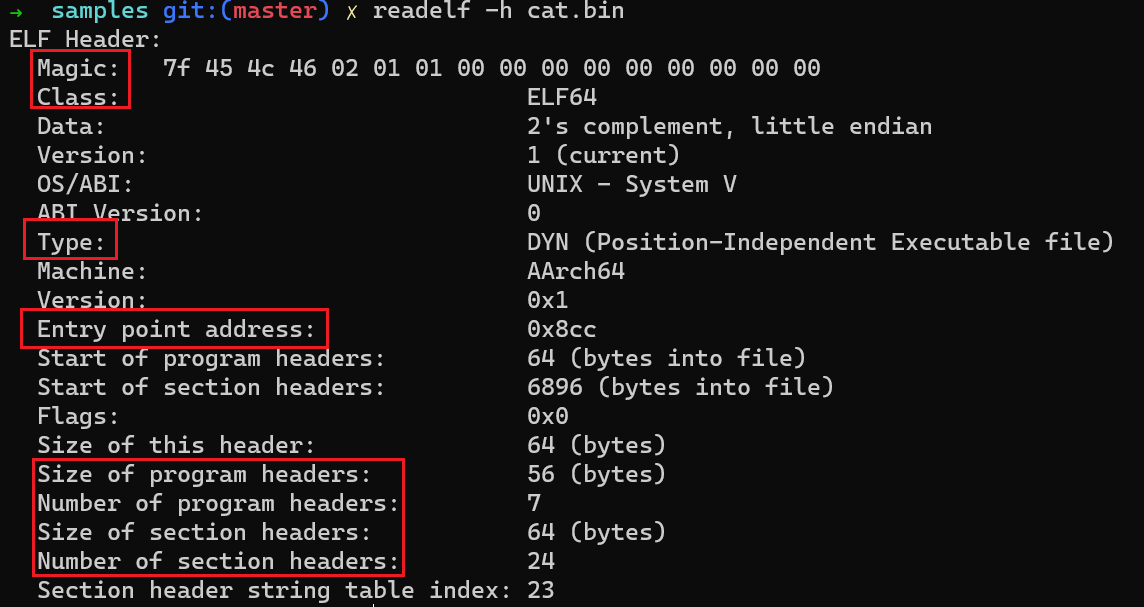 → samples git:(master) ✗ readelf -h cat.bin
ELF Header:
  Magic:   7f 45 4c 46 02 01 01 00 00 00 00 00 00 00 00 00
  Class:                             ELF64
  Data:                              2's complement, little endian
  Version:                           1 (current)
  OS/ABI:                            UNIX - System V
  ABI Version:                       0
  Type:                              DYN (Position-Independent Executable file)
  Machine:                           AArch64
  Version:                           0x1
  Entry point address:               0x8cc
  Start of program headers:          64 (bytes into file)
  Start of section headers:          6896 (bytes into file)
  Flags:                             0x0
  Size of this header:               64 (bytes)
  Size of program headers:           56 (bytes)
  Number of program headers:         7
  Size of section headers:           64 (bytes)
  Number of section headers:         24
  Section header string table index: 23